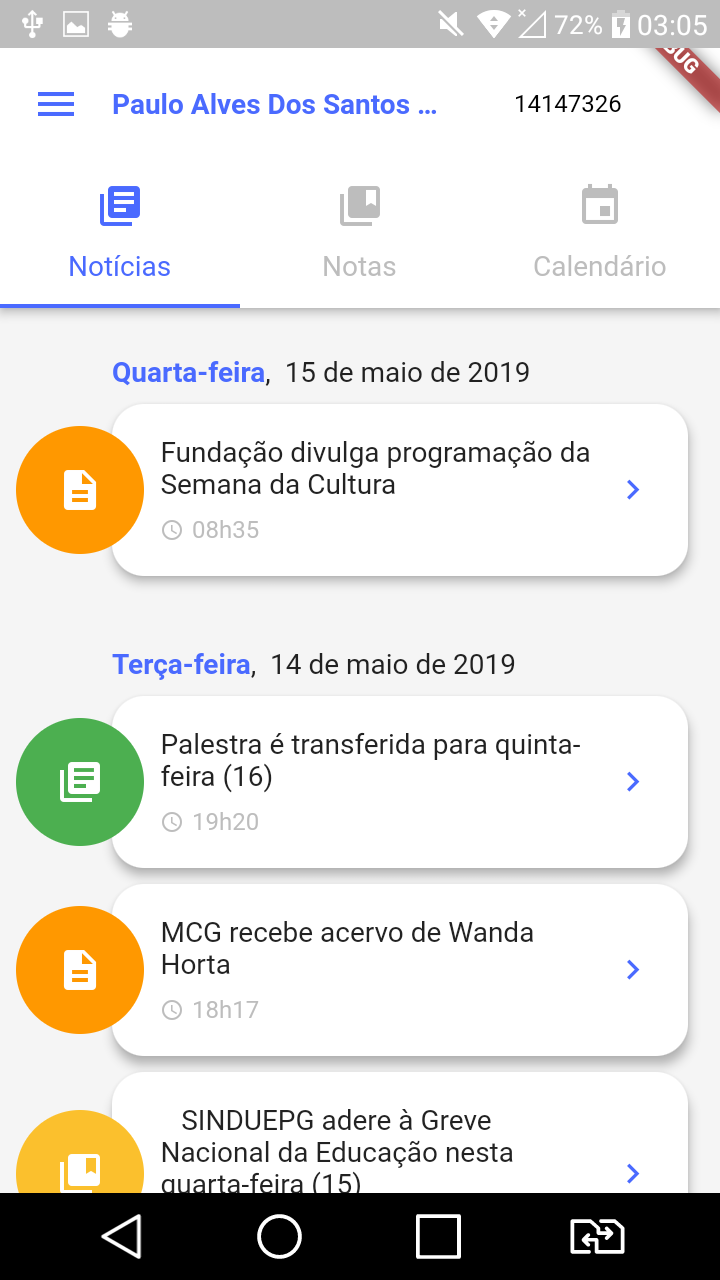 72% 03:05
Paulo Alves Dos Santos ... 14147326
Notícias Notas Calendário
Quarta-feira, 15 de maio de 2019
Fundação divulga programação da
Semana da Cultura
08h35
Terça-feira, 14 de maio de 2019
Palestra é transferida para quinta-
feira (16)
19h20
MCG recebe acervo de Wanda
Horta
18h17
SINDUEPG adere à Greve
Nacional da Educação nesta
quarta-feira (15)